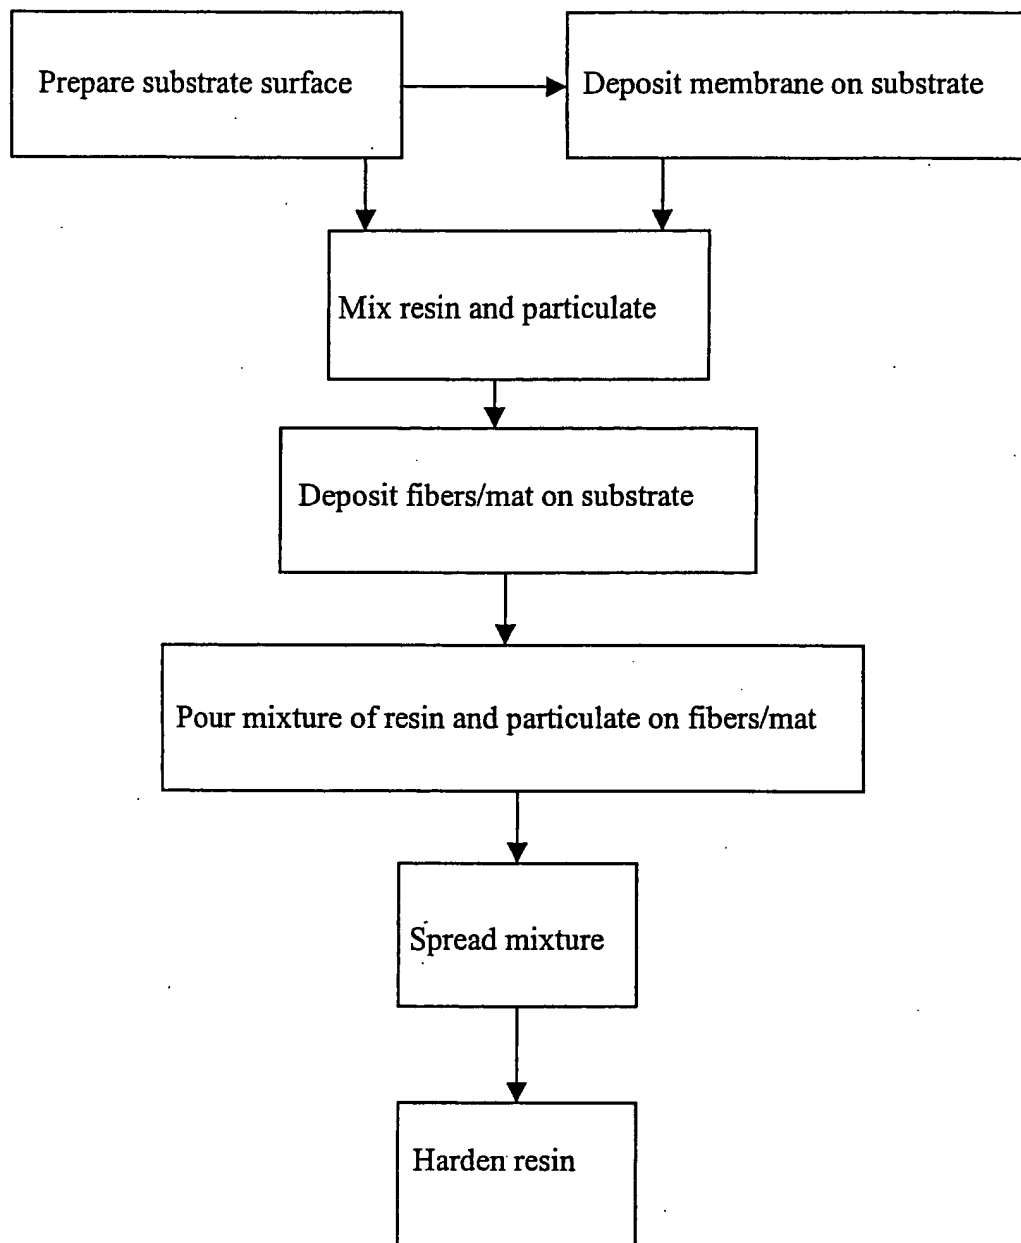 Prepare substrate surface
Deposit membrane on substrate
Mix resin and particulate
Deposit fibers/mat on substrate
Pour mixture of resin and particulate on fibers/mat
Spread mixture
Harden resin